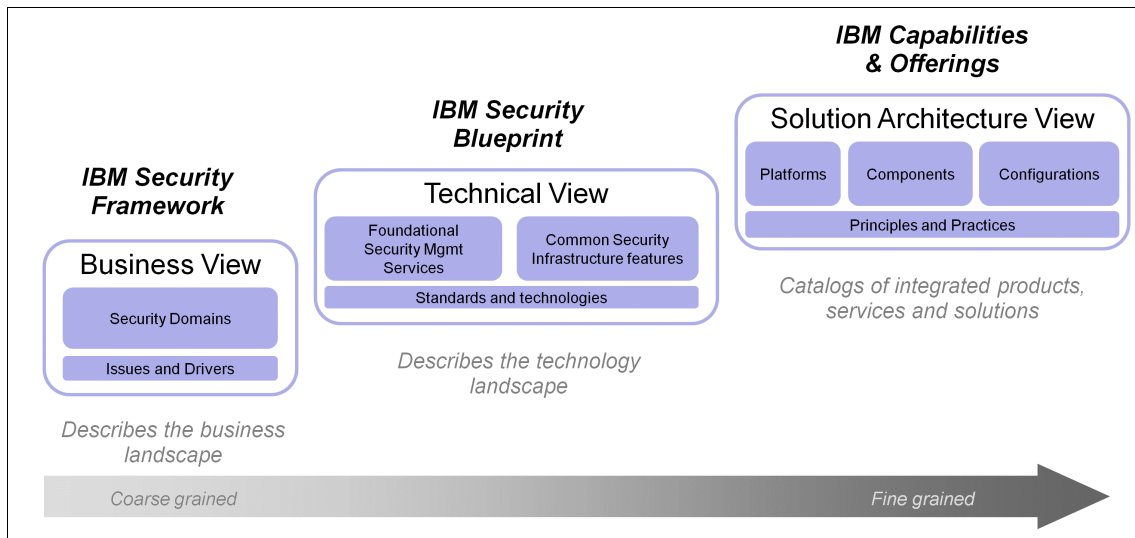 IBM Security
Framework
Business View
Security Domains
Issues and Drivers
Describes the business
landscape
IBM Security
Blueprint
Technical View
Foundational
Security Mgmt
Services
Common Security
Infrastructure features
Standards and technologies
Describes the technology
landscape
IBM Capabilities
& Offerings
Solution Architecture View
Platforms
Components
Configurations
Principles and Practices
Catalogs of integrated products,
services and solutions
Coarse grained
Fine grained